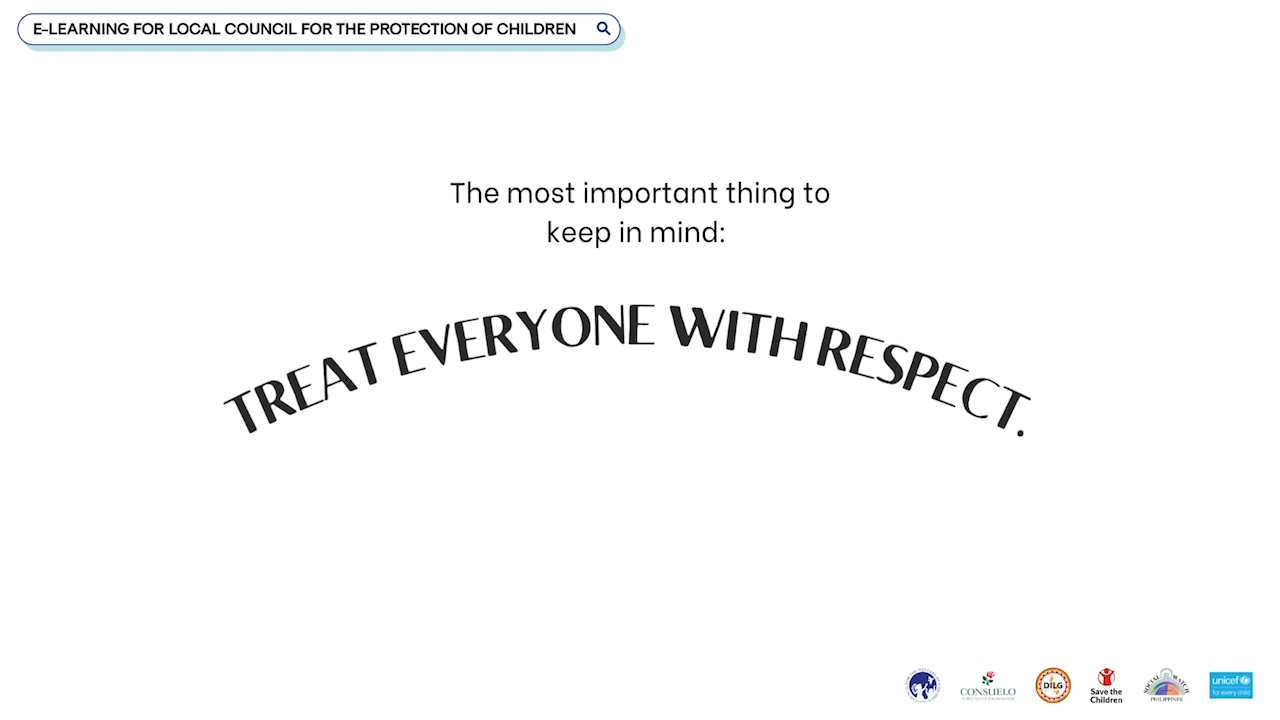 E-LEARNING FOR LOCAL COUNCIL FOR THE PROTECTION OF CHILDREN
The most important thing to
keep in mind:
TREAT EVERYONE WITH RESPECT.
CONSUELO
DILG
Save the
Children
SOCIAL WATCH
PHILIPPINES
unicef
for every child